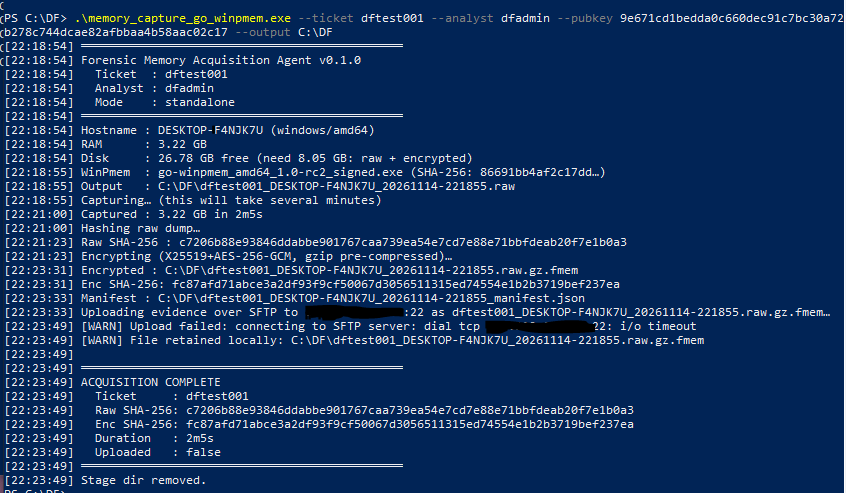 PS C:\DF> .\memory_capture_go_winpmem.exe --ticket dftest001 --analyst dfadmin --pubkey 9e671cd1bedda0c660dec91c7bc30a72
b278c744dcae82afbbaa4b58aac02c17 --output C:\DF
[22:18:54] ═══════════════════════════════════════════════
[22:18:54] Forensic Memory Acquisition Agent v0.1.0
[22:18:54]   Ticket  : dftest001
[22:18:54]   Analyst : dfadmin
[22:18:54]   Mode    : standalone
[22:18:54] ═══════════════════════════════════════════════
[22:18:54] Hostname : DESKTOP-F4NJK7U (windows/amd64)
[22:18:54] RAM      : 3.22 GB
[22:18:54] Disk     : 26.78 GB free (need 8.05 GB: raw + encrypted)
[22:18:55] WinPmem  : go-winpmem_amd64_1.0-rc2_signed.exe (SHA-256: 86691bb4af2c17dd…)
[22:18:55] Output   : C:\DF\dftest001_DESKTOP-F4NJK7U_20261114-221855.raw
[22:18:55] Capturing… (this will take several minutes)
[22:21:00] Captured : 3.22 GB in 2m5s
[22:21:00] Hashing raw dump…
[22:21:23] Raw SHA-256 : c7206b88e93846ddabbe901767caa739ea54e7cd7e88e71bbfdeab20f7e1b0a3
[22:21:23] Encrypting (X25519+AES-256-GCM, gzip pre-compressed)…
[22:23:31] Encrypted : C:\DF\dftest001_DESKTOP-F4NJK7U_20261114-221855.raw.gz.fmem
[22:23:31] Enc SHA-256: fc87afd71abce3a2df93f9cf50067d3056511315ed74554e1b2b3719bef237ea
[22:23:33] Manifest : C:\DF\dftest001_DESKTOP-F4NJK7U_20261114-221855_manifest.json
[22:23:33] Uploading evidence over SFTP to :22 as dftest001_DESKTOP-F4NJK7U_20261114-221855.raw.gz.fmem…
[22:23:49] [WARN] Upload failed: connecting to SFTP server: dial tcp 22: i/o timeout
[22:23:49] [WARN] File retained locally: C:\DF\dftest001_DESKTOP-F4NJK7U_20261114-221855.raw.gz.fmem
[22:23:49]
[22:23:49] ═══════════════════════════════════════════════
[22:23:49] ACQUISITION COMPLETE
[22:23:49]   Ticket     : dftest001
[22:23:49]   Raw SHA-256: c7206b88e93846ddabbe901767caa739ea54e7cd7e88e71bbfdeab20f7e1b0a3
[22:23:49]   Enc SHA-256: fc87afd71abce3a2df93f9cf50067d3056511315ed74554e1b2b3719bef237ea
[22:23:49]   Duration   : 2m5s
[22:23:49]   Uploaded   : false
[22:23:49] ═══════════════════════════════════════════════
[22:23:49] Stage dir removed.
PS C:\DF>